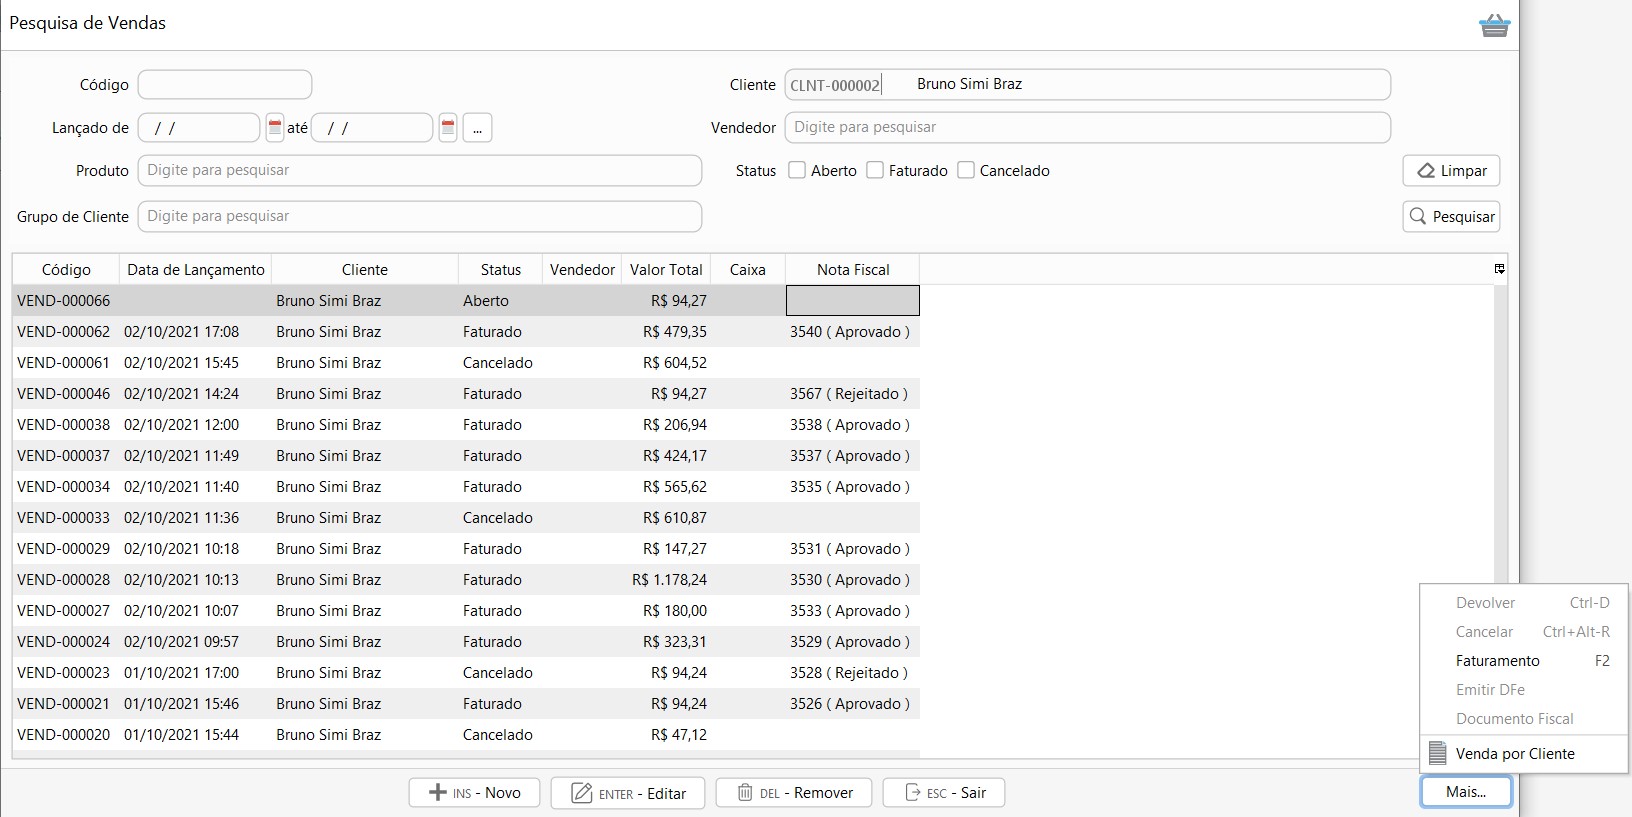 Pesquisa de Vendas
Código
Cliente CLNT-000002 Bruno Simi Braz
Lançado de / / até / / ...
Vendedor Digite para pesquisar
Produto Digite para pesquisar
Status Aberto Faturado Cancelado
Limpar
Grupo de Cliente Digite para pesquisar
Pesquisar
Código Data de Lançamento Cliente Status Vendedor Valor Total Caixa Nota Fiscal
VEND-000066 Bruno Simi Braz Aberto R$ 94,27
VEND-000062 02/10/2021 17:08 Bruno Simi Braz Faturado R$ 479,35 3540 ( Aprovado )
VEND-000061 02/10/2021 15:45 Bruno Simi Braz Cancelado R$ 604,52
VEND-000046 02/10/2021 14:24 Bruno Simi Braz Faturado R$ 94,27 3567 ( Rejeitado )
VEND-000038 02/10/2021 12:00 Bruno Simi Braz Faturado R$ 206,94 3538 ( Aprovado )
VEND-000037 02/10/2021 11:49 Bruno Simi Braz Faturado R$ 424,17 3537 ( Aprovado )
VEND-000034 02/10/2021 11:40 Bruno Simi Braz Faturado R$ 565,62 3535 ( Aprovado )
VEND-000033 02/10/2021 11:36 Bruno Simi Braz Cancelado R$ 610,87
VEND-000029 02/10/2021 10:18 Bruno Simi Braz Faturado R$ 147,27 3531 ( Aprovado )
VEND-000028 02/10/2021 10:13 Bruno Simi Braz Faturado R$ 1.178,24 3530 ( Aprovado )
VEND-000027 02/10/2021 10:07 Bruno Simi Braz Faturado R$ 180,00 3533 ( Aprovado )
VEND-000024 02/10/2021 09:57 Bruno Simi Braz Faturado R$ 323,31 3529 ( Aprovado )
VEND-000023 01/10/2021 17:00 Bruno Simi Braz Cancelado R$ 94,24 3528 ( Rejeitado )
VEND-000021 01/10/2021 15:46 Bruno Simi Braz Faturado R$ 94,24 3526 ( Aprovado )
VEND-000020 01/10/2021 15:44 Bruno Simi Braz Cancelado R$ 47,12
Devolver Ctrl-D
Cancelar Ctrl+Alt-R
Faturamento F2
Emitir DFe
Documento Fiscal
Venda por Cliente
INS - Novo
ENTER - Editar
DEL - Remover
ESC - Sair
Mais...